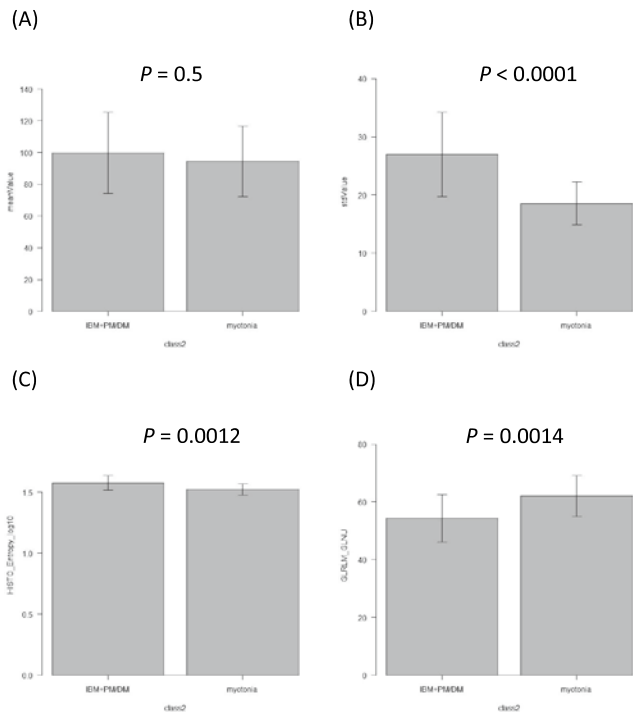 (A)
P = 0.5
140
120
100
80
60
40
20
0
meanValue
IBM+PM/DM
myotonia
class2
(B)
P < 0.0001
40
30
20
10
0
stdValue
IBM+PM/DM
myotonia
class2
(C)
P = 0.0012
1.5
1.0
0.5
0.0
HISTO_Entropy_log10
IBM+PM/DM
myotonia
class2
(D)
P = 0.0014
80
60
40
20
0
GLRLM_GLNU
IBM+PM/DM
myotonia
class2